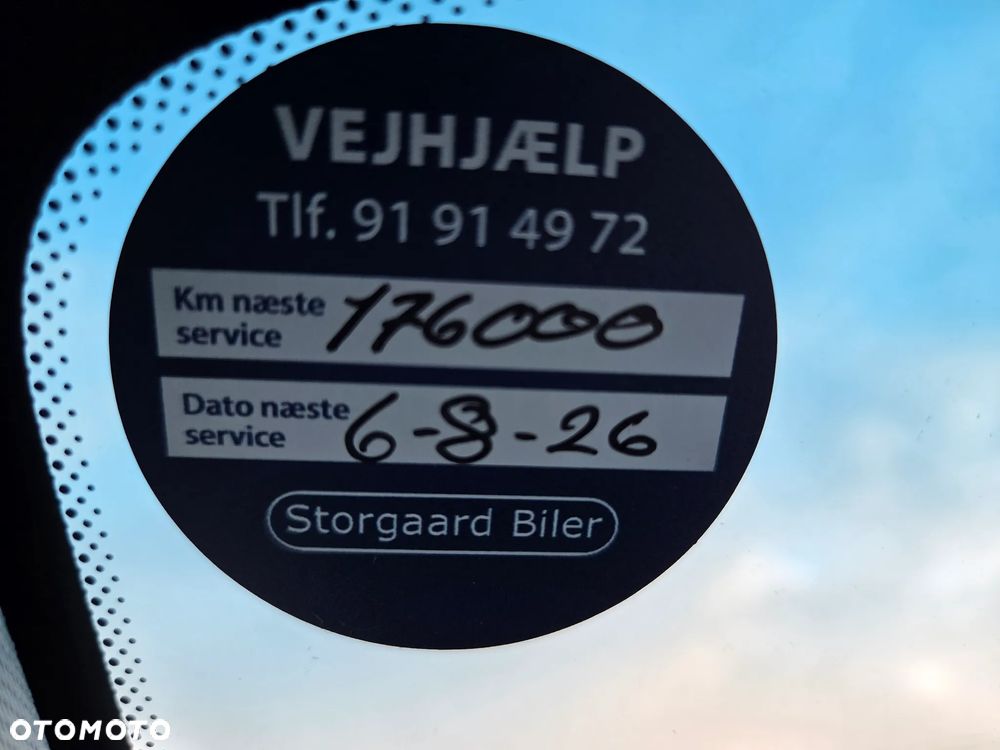 VEJHJÆLP
Tlf. 91 91 49 72
Km næste
service 176000
Dato næste
service 6-8-26
Storgaard Biler
OTOMOTO